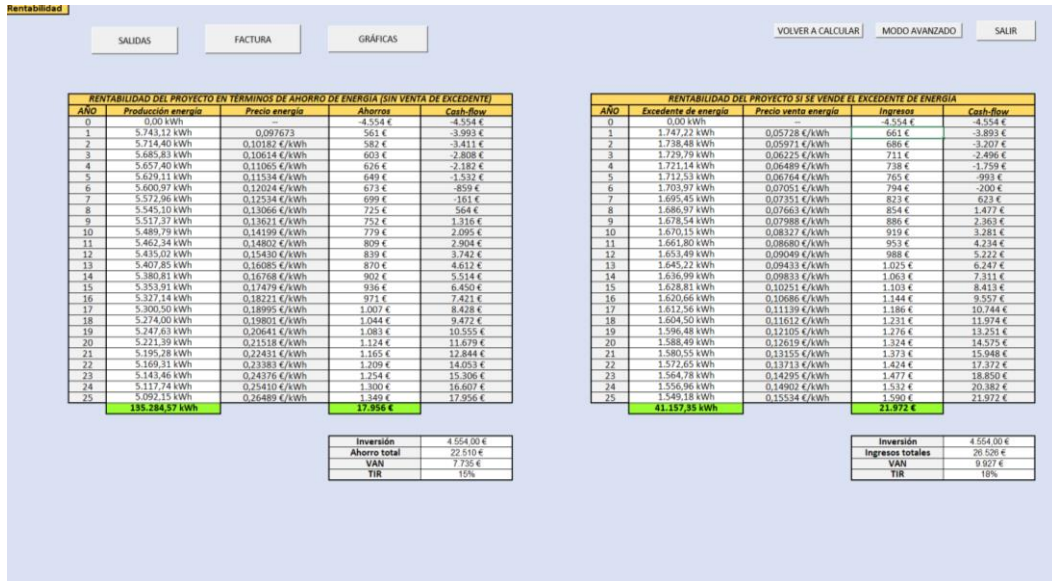 Rentabilidad
SALIDAS FACTURA GRÁFICAS VOLVER A CALCULAR MODO AVANZADO SALIR
RENTABILIDAD DEL PROYECTO EN TERMINOS DE AHORRO DE ENERGÍA (SIN VENTA DE EXCEDENTE)
AÑO Producción energía Precio energía Ahorros Cash-flow
0 0,00 kWh -- -4.554 € -4.554 €
1 5.743,12 kWh 0,097673 561 € -3.993 €
2 5.714,40 kWh 0,10182 €/kWh 582 € -3.411 €
3 5.685,83 kWh 0,10614 €/kWh 603 € -2.808 €
4 5.657,40 kWh 0,11065 €/kWh 626 € -2.182 €
5 5.629,11 kWh 0,11534 €/kWh 649 € -1.532 €
6 5.600,97 kWh 0,12024 €/kWh 673 € -859 €
7 5.572,96 kWh 0,12534 €/kWh 699 € -161 €
8 5.545,10 kWh 0,13066 €/kWh 725 € 564 €
9 5.517,37 kWh 0,13621 €/kWh 752 € 1.316 €
10 5.489,79 kWh 0,14199 €/kWh 779 € 2.095 €
11 5.462,34 kWh 0,14802 €/kWh 809 € 2.904 €
12 5.435,02 kWh 0,15430 €/kWh 839 € 3.742 €
13 5.407,85 kWh 0,16085 €/kWh 870 € 4.612 €
14 5.380,81 kWh 0,16768 €/kWh 902 € 5.514 €
15 5.353,91 kWh 0,17479 €/kWh 936 € 6.450 €
16 5.327,14 kWh 0,18221 €/kWh 971 € 7.421 €
17 5.300,50 kWh 0,18995 €/kWh 1.007 € 8.428 €
18 5.274,00 kWh 0,19801 €/kWh 1.044 € 9.472 €
19 5.247,63 kWh 0,20641 €/kWh 1.083 € 10.555 €
20 5.221,39 kWh 0,21518 €/kWh 1.124 € 11.679 €
21 5.195,28 kWh 0,22431 €/kWh 1.165 € 12.844 €
22 5.169,31 kWh 0,23383 €/kWh 1.209 € 14.053 €
23 5.143,46 kWh 0,24376 €/kWh 1.254 € 15.306 €
24 5.117,74 kWh 0,25410 €/kWh 1.300 € 16.607 €
25 5.092,15 kWh 0,26489 €/kWh 1.349 € 17.956 €
135.284,57 kWh 17.956 €
Inversión 4.554,00 €
Ahorro total 22.510 €
VAN 7.735 €
TIR 15%
RENTABILIDAD DEL PROYECTO SI SE VENDE EL EXCEDENTE DE ENERGÍA
AÑO Excedente de energía Precio venta energía Ingresos Cash-flow
0 0,00 kWh -- -4.554 € -4.554 €
1 1.747,22 kWh 0,05728 €/kWh 661 € -3.893 €
2 1.738,48 kWh 0,05971 €/kWh 686 € -3.207 €
3 1.729,79 kWh 0,06225 €/kWh 711 € -2.496 €
4 1.721,14 kWh 0,06489 €/kWh 738 € -1.759 €
5 1.712,53 kWh 0,06764 €/kWh 765 € -993 €
6 1.703,97 kWh 0,07051 €/kWh 794 € -200 €
7 1.695,45 kWh 0,07351 €/kWh 823 € 623 €
8 1.686,97 kWh 0,07663 €/kWh 854 € 1.477 €
9 1.678,54 kWh 0,07988 €/kWh 886 € 2.363 €
10 1.670,15 kWh 0,08327 €/kWh 919 € 3.281 €
11 1.661,80 kWh 0,08680 €/kWh 953 € 4.234 €
12 1.653,49 kWh 0,09049 €/kWh 988 € 5.222 €
13 1.645,22 kWh 0,09433 €/kWh 1.025 € 6.247 €
14 1.636,99 kWh 0,09833 €/kWh 1.063 € 7.311 €
15 1.628,81 kWh 0,10251 €/kWh 1.103 € 8.413 €
16 1.620,66 kWh 0,10686 €/kWh 1.144 € 9.557 €
17 1.612,56 kWh 0,11139 €/kWh 1.186 € 10.744 €
18 1.604,50 kWh 0,11612 €/kWh 1.231 € 11.974 €
19 1.596,48 kWh 0,12105 €/kWh 1.276 € 13.251 €
20 1.588,49 kWh 0,12619 €/kWh 1.324 € 14.575 €
21 1.580,55 kWh 0,13155 €/kWh 1.373 € 15.948 €
22 1.572,65 kWh 0,13713 €/kWh 1.424 € 17.372 €
23 1.564,78 kWh 0,14295 €/kWh 1.477 € 18.850 €
24 1.556,96 kWh 0,14902 €/kWh 1.532 € 20.382 €
25 1.549,18 kWh 0,15534 €/kWh 1.590 € 21.972 €
41.157,35 kWh 21.972 €
Inversión 4.554,00 €
Ingresos totales 26.526 €
VAN 9.927 €
TIR 18%